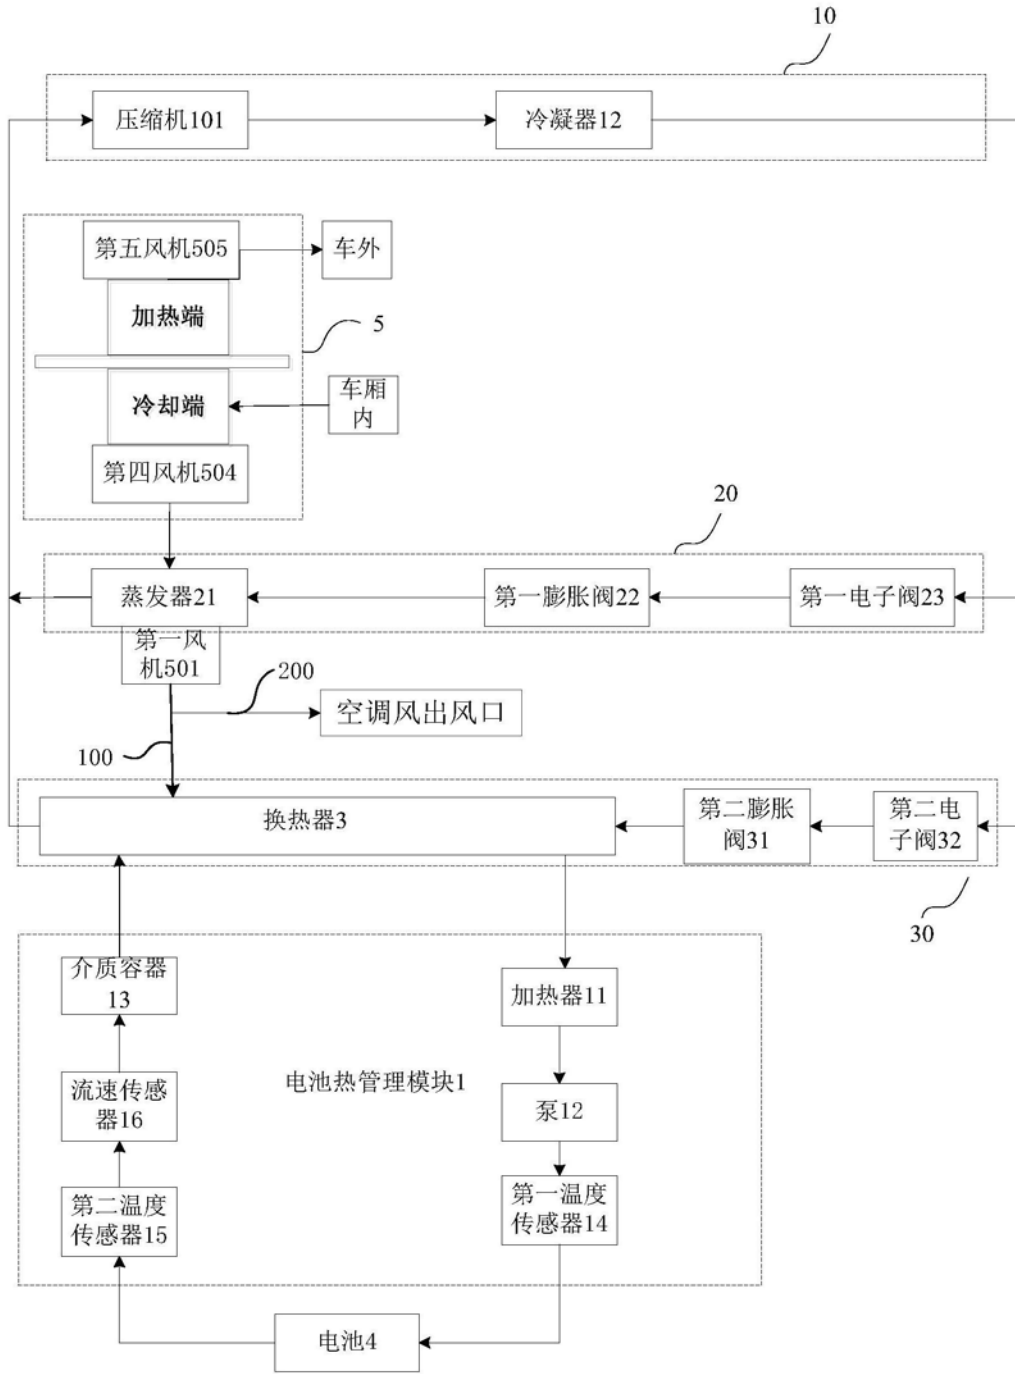 10
压缩机101
冷凝器12
第五风机505
车外
加热端
5
冷却端
车厢
内
第四风机504
20
蒸发器21
第一膨胀阀22
第一电子阀23
第一风
机501
200
空调风出风口
100
换热器3
第二膨胀
阀31
第二电
子阀32
30
介质容器
13
加热器11
电池热管理模块1
流速传感
器16
泵12
第二温度
传感器15
第一温度
传感器14
电池4